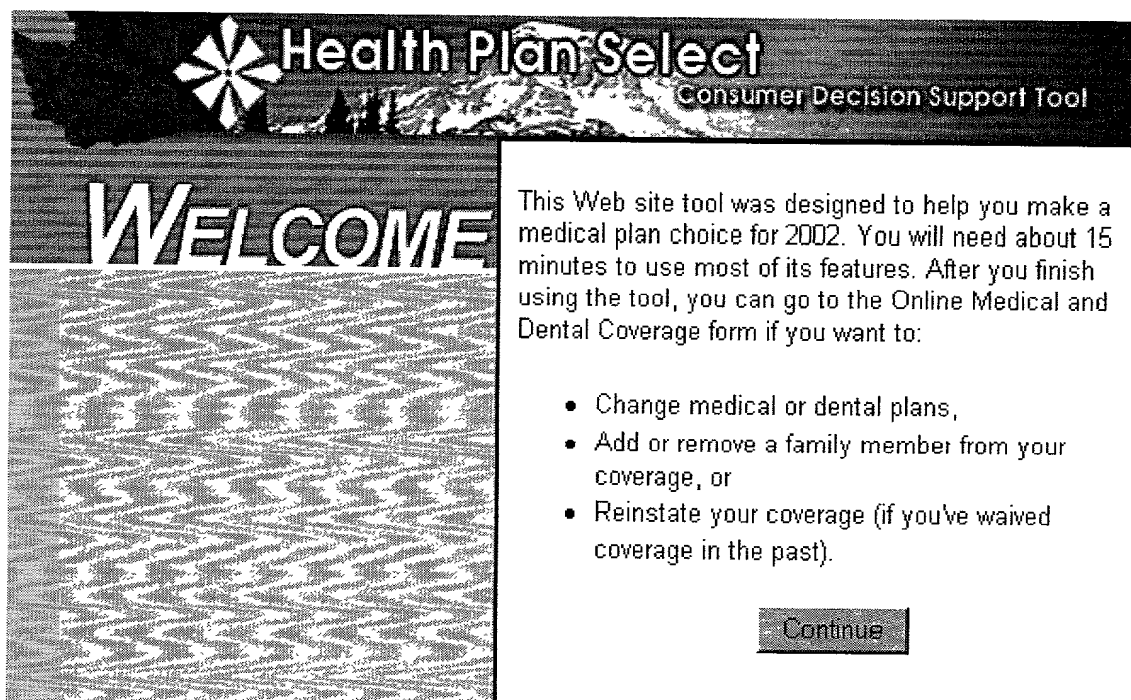 Health Plan Select
Consumer Decision Support Tool
WELCOME
This Web site tool was designed to help you make a
medical plan choice for 2002. You will need about 15
minutes to use most of its features. After you finish
using the tool, you can go to the Online Medical and
Dental Coverage form if you want to:
• Change medical or dental plans,
• Add or remove a family member from your
coverage, or
• Reinstate your coverage (if you've waived
coverage in the past).
Continue